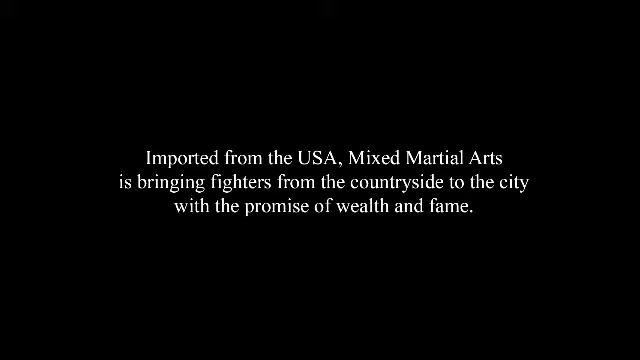 Imported from the USA, Mixed Martial Arts
is bringing fighters from the countryside to the city
with the promise of wealth and fame.